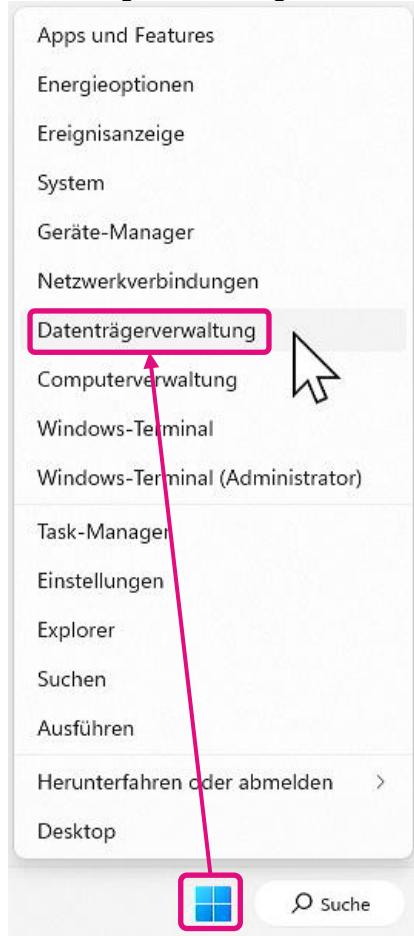 Apps und Features
Energieoptionen
Ereignisanzeige
System
Geräte-Manager
Netzwerkverbindungen
Datenträgerverwaltung
Computerverwaltung
Windows-Terminal
Windows-Terminal (Administrator)
Task-Manager
Einstellungen
Explorer
Suchen
Ausführen
Herunterfahren oder abmelden
Desktop
Suche